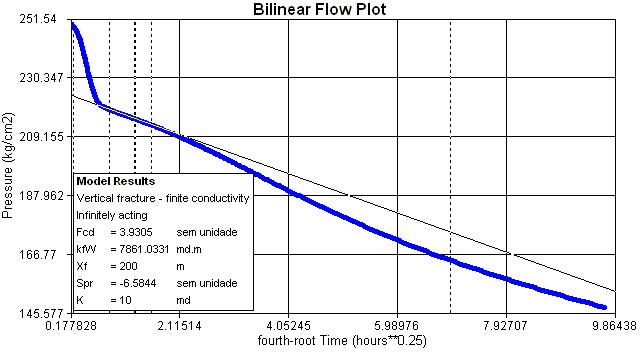 Bilinear Flow Plot
251.54
230.347
209.155
187.962
166.77
145.577
Pressure (kg/cm2)
Model Results
Vertical fracture - finite conductivity
Infinitely acting
Fcd = 3.9305 sem unidade
kfW = 7861.0331 md.m
Xf = 200 m
Spr = -6.5844 sem unidade
K = 10 md
0.177828 2.11514 4.05245 5.98976 7.92707 9.86438
fourth-root Time (hours**0.25)